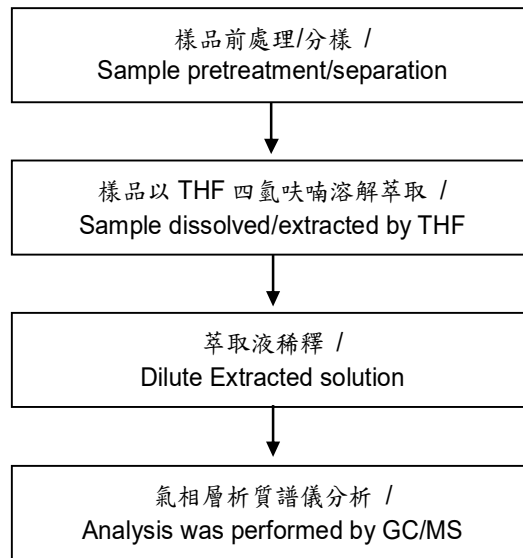 樣品前處理/分樣 /
Sample pretreatment/separation
樣品以 THF 四氫呋喃溶解萃取 /
Sample dissolved/extracted by THF
萃取液稀釋 /
Dilute Extracted solution
氣相層析質譜儀分析 /
Analysis was performed by GC/MS